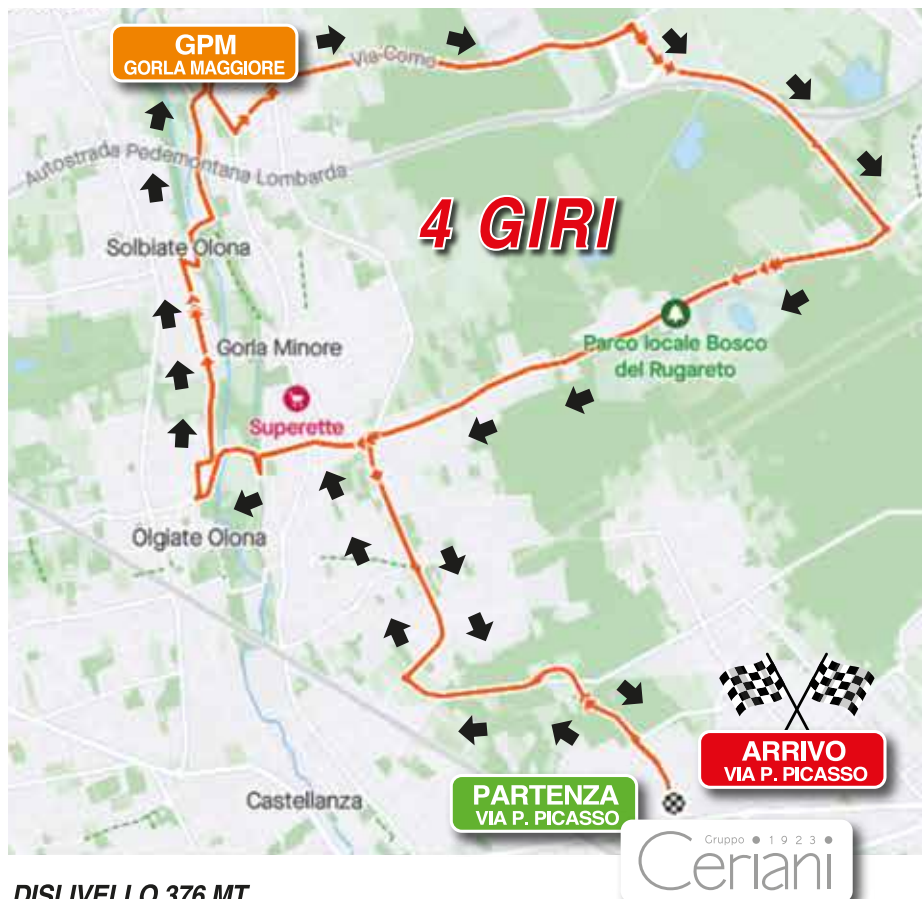 GPM
GORLA MAGGIORE
Via Como
Autostrada Pedemontana Lombarda
4 GIRI
Solbiate Olona
Gorla Minore
Parco locale Bosco
del Rugareto
Superette
Olgiate Olona
ARRIVO
VIA P. PICASSO
PARTENZA
VIA P. PICASSO
Castellanza
Gruppo • 1923 •
Ceriani
DISLIVELLO 376 MT